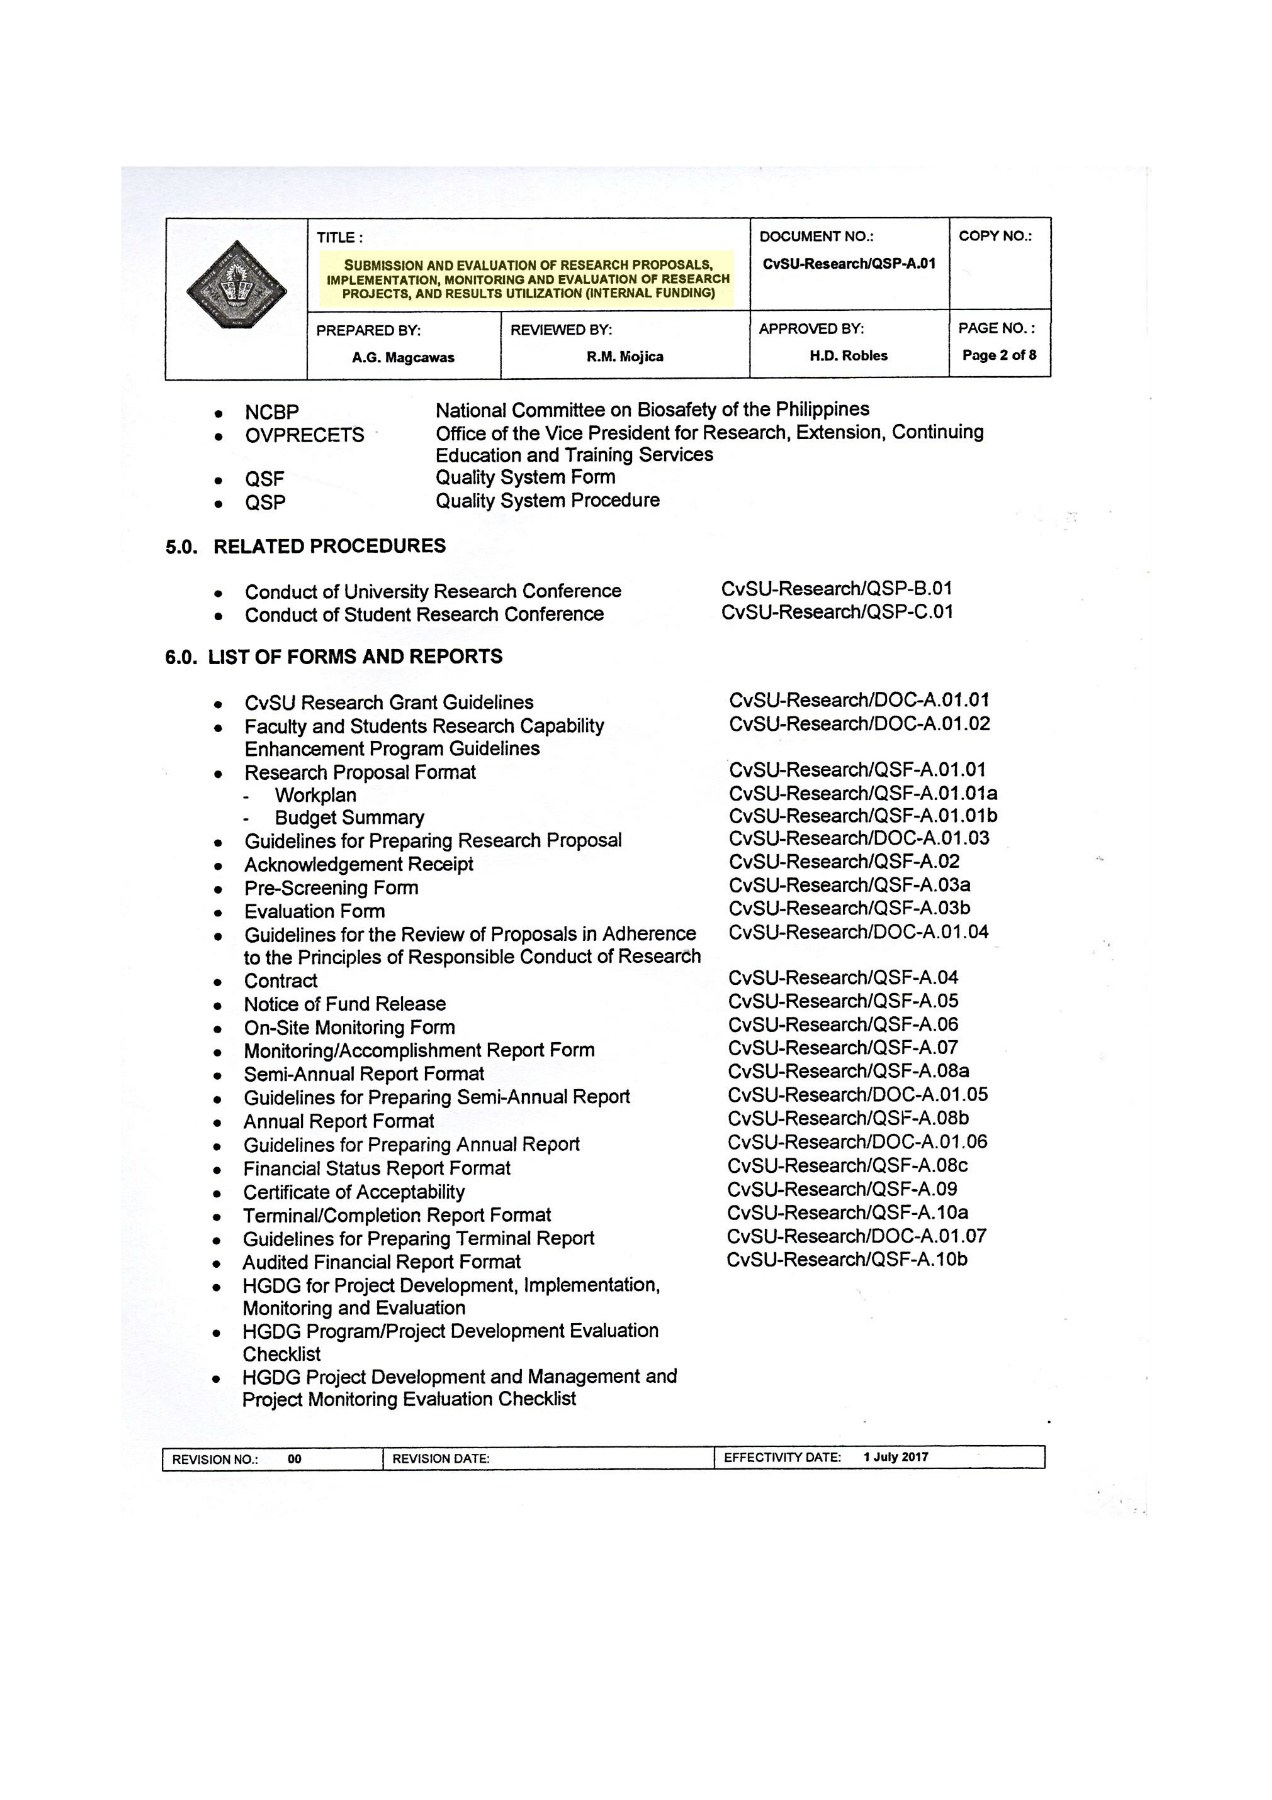 TITLE :
SUBMISSION AND EVALUATION OF RESEARCH PROPOSALS,
IMPLEMENTATION, MONITORING AND EVALUATION OF RESEARCH
PROJECTS, AND RESULTS UTILIZATION (INTERNAL FUNDING)
DOCUMENT NO.:
CvSU-Research/QSP-A.01
COPY NO.:
PREPARED BY:
A.G. Magcawas
REVIEWED BY:
R.M. Mojica
APPROVED BY:
H.D. Robles
PAGE NO. :
Page 2 of 8
• NCBP National Committee on Biosafety of the Philippines
• OVPRECETS Office of the Vice President for Research, Extension, Continuing
Education and Training Services
• QSF Quality System Form
• QSP Quality System Procedure
5.0. RELATED PROCEDURES
• Conduct of University Research Conference CvSU-Research/QSP-B.01
• Conduct of Student Research Conference CvSU-Research/QSP-C.01
6.0. LIST OF FORMS AND REPORTS
• CvSU Research Grant Guidelines CvSU-Research/DOC-A.01.01
• Faculty and Students Research Capability CvSU-Research/DOC-A.01.02
Enhancement Program Guidelines
• Research Proposal Format CvSU-Research/QSF-A.01.01
- Workplan CvSU-Research/QSF-A.01.01a
- Budget Summary CvSU-Research/QSF-A.01.01b
• Guidelines for Preparing Research Proposal CvSU-Research/DOC-A.01.03
• Acknowledgement Receipt CvSU-Research/QSF-A.02
• Pre-Screening Form CvSU-Research/QSF-A.03a
• Evaluation Form CvSU-Research/QSF-A.03b
• Guidelines for the Review of Proposals in Adherence CvSU-Research/DOC-A.01.04
to the Principles of Responsible Conduct of Research
• Contract CvSU-Research/QSF-A.04
• Notice of Fund Release CvSU-Research/QSF-A.05
• On-Site Monitoring Form CvSU-Research/QSF-A.06
• Monitoring/Accomplishment Report Form CvSU-Research/QSF-A.07
• Semi-Annual Report Format CvSU-Research/QSF-A.08a
• Guidelines for Preparing Semi-Annual Report CvSU-Research/DOC-A.01.05
• Annual Report Format CvSU-Research/QSF-A.08b
• Guidelines for Preparing Annual Report CvSU-Research/DOC-A.01.06
• Financial Status Report Format CvSU-Research/QSF-A.08c
• Certificate of Acceptability CvSU-Research/QSF-A.09
• Terminal/Completion Report Format CvSU-Research/QSF-A.10a
• Guidelines for Preparing Terminal Report CvSU-Research/DOC-A.01.07
• Audited Financial Report Format CvSU-Research/QSF-A.10b
• HGDG for Project Development, Implementation,
Monitoring and Evaluation
• HGDG Program/Project Development Evaluation
Checklist
• HGDG Project Development and Management and
Project Monitoring Evaluation Checklist
REVISION NO.: 00
REVISION DATE:
EFFECTIVITY DATE: 1 July 2017